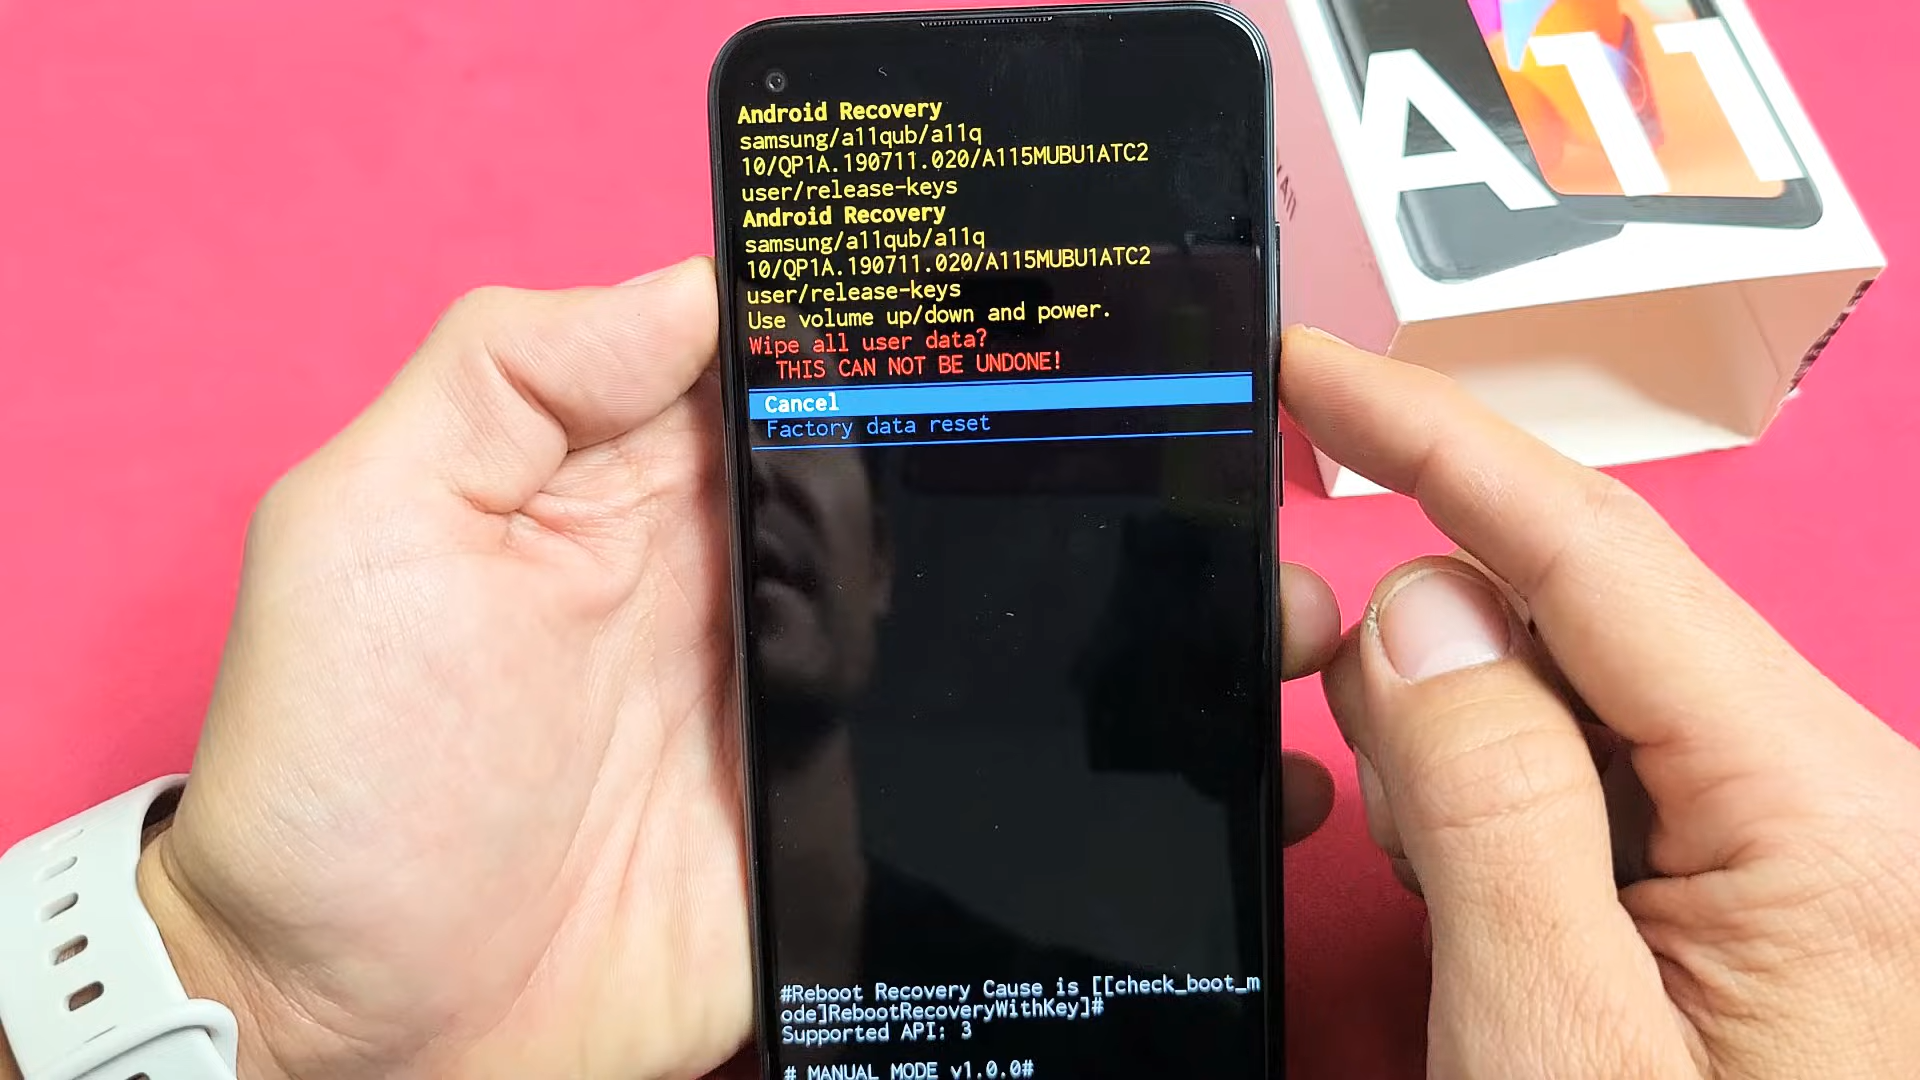 Android Recovery
samsung/a11qub/a11q
10/QP1A.190711.020/A115MUBU1ATC2
user/release-keys
Android Recovery
samsung/a11qub/a11q
10/QP1A.190711.020/A115MUBU1ATC2
user/release-keys
Use volume up/down and power.
Wipe all user data?
THIS CAN NOT BE UNDONE!
Cancel
Factory data reset
#Reboot Recovery Cause is [[check_boot_m
ode]RebootRecoveryWithKey]#
Supported API: 3
# MANUAL MODE v1.0.0#
A11